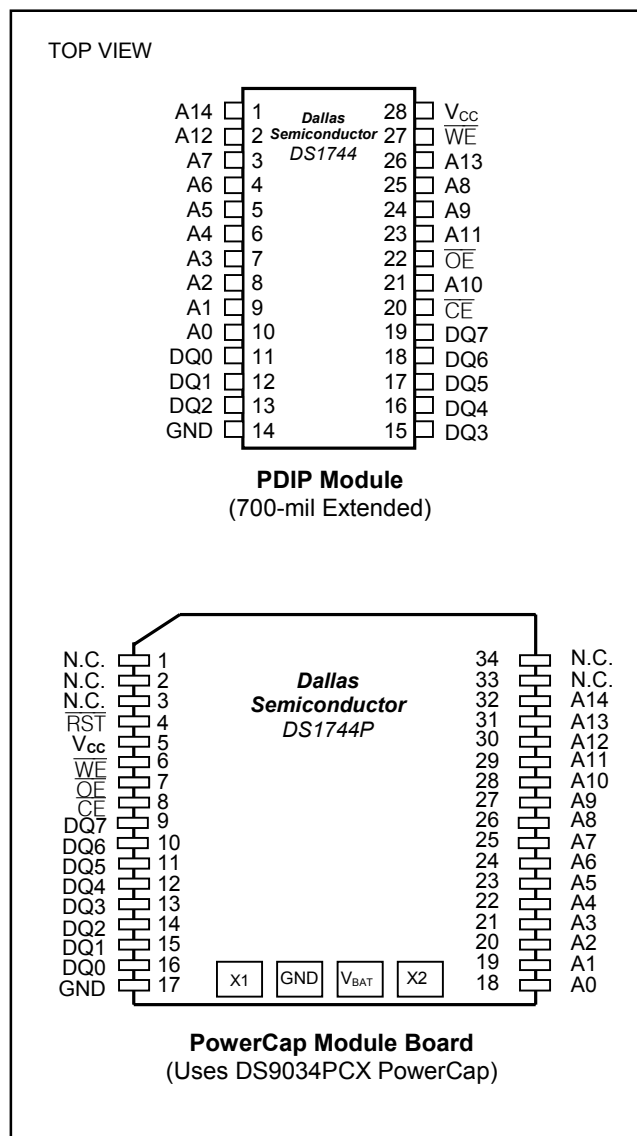 TOP VIEW
A14 1 Dallas 28 VCC
A12 2 Semiconductor 27 W̅E̅
A7 3 DS1744 26 A13
A6 4 25 A8
A5 5 24 A9
A4 6 23 A11
A3 7 22 O̅E̅
A2 8 21 A10
A1 9 20 C̅E̅
A0 10 19 DQ7
DQ0 11 18 DQ6
DQ1 12 17 DQ5
DQ2 13 16 DQ4
GND 14 15 DQ3
PDIP Module
(700-mil Extended)
N.C. 1 34 N.C.
N.C. 2 Dallas 33 N.C.
N.C. 3 Semiconductor 32 A14
R̅S̅T̅ 4 DS1744P 31 A13
VCC 5 30 A12
W̅E̅ 6 29 A11
O̅E̅ 7 28 A10
C̅E̅ 8 27 A9
DQ7 9 26 A8
DQ6 10 25 A7
DQ5 11 24 A6
DQ4 12 23 A5
DQ3 13 22 A4
DQ2 14 21 A3
DQ1 15 20 A2
DQ0 16 19 A1
GND 17 X1 GND VBAT X2 18 A0
PowerCap Module Board
(Uses DS9034PCX PowerCap)